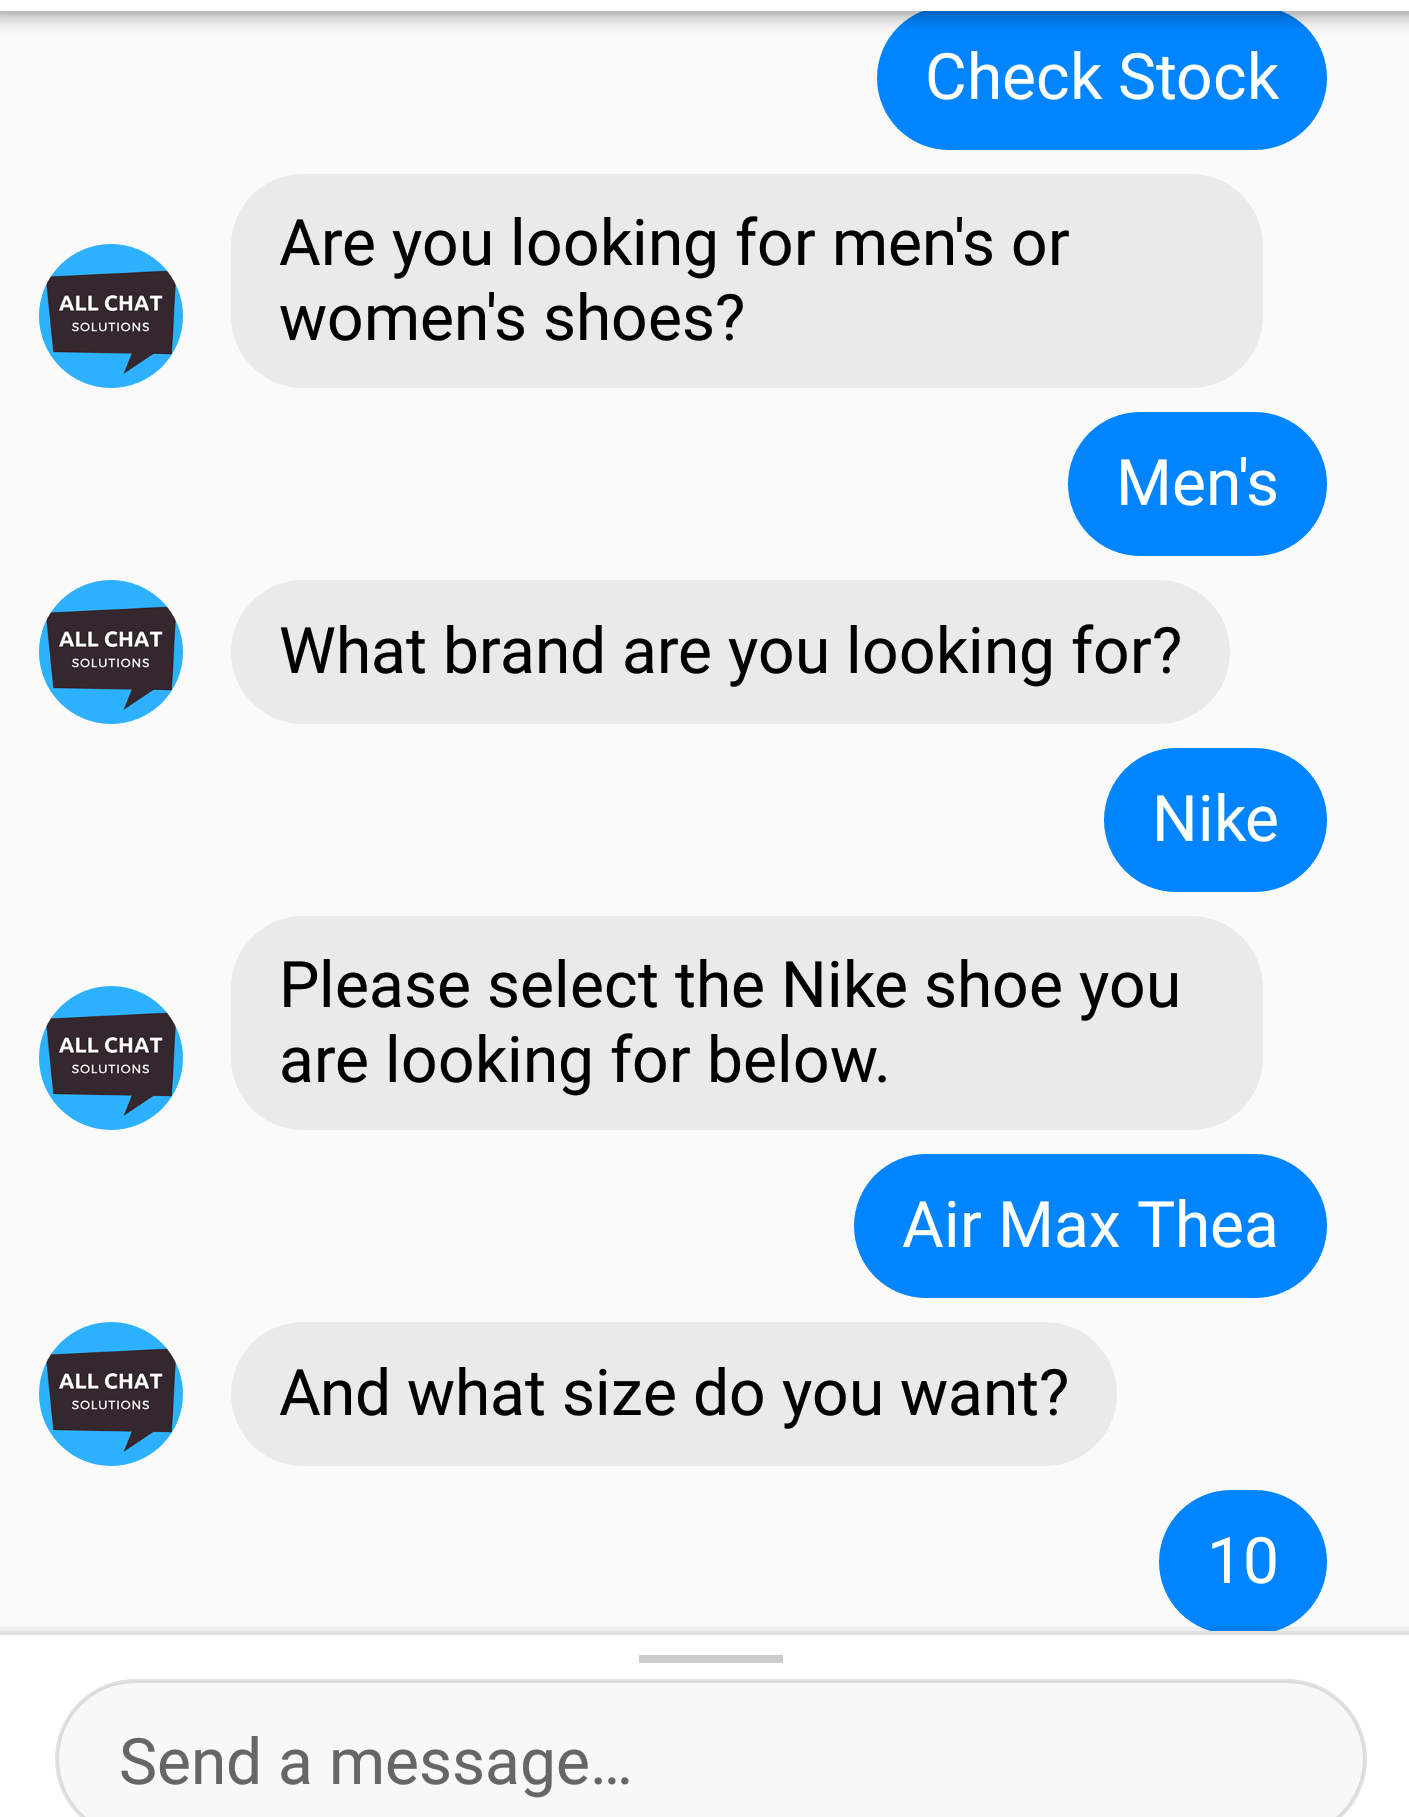 Check Stock
Are you looking for men's or
women's shoes?
ALL CHAT
SOLUTIONS
Men's
What brand are you looking for?
ALL CHAT
SOLUTIONS
Nike
Please select the Nike shoe you
are looking for below.
ALL CHAT
SOLUTIONS
Air Max Thea
And what size do you want?
ALL CHAT
SOLUTIONS
10
Send a message...